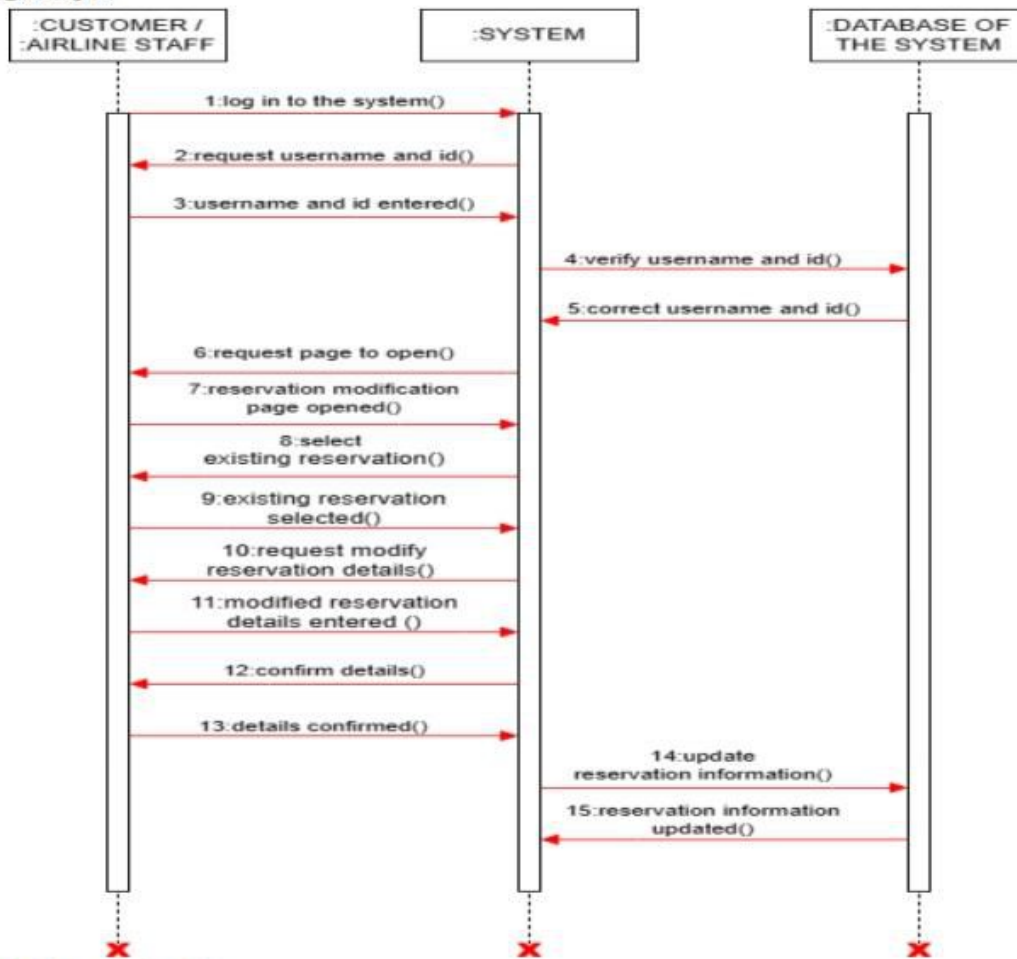 :CUSTOMER /
:AIRLINE STAFF
:SYSTEM
:DATABASE OF
THE SYSTEM
1:log in to the system()
2:request username and id()
3:username and id entered()
4:verify username and id()
5:correct username and id()
6:request page to open()
7:reservation modification
page opened()
8:select
existing reservation()
9:existing reservation
selected()
10:request modify
reservation details()
11:modified reservation
details entered ()
12:confirm details()
13:details confirmed()
14:update
reservation information()
15:reservation information
updated()